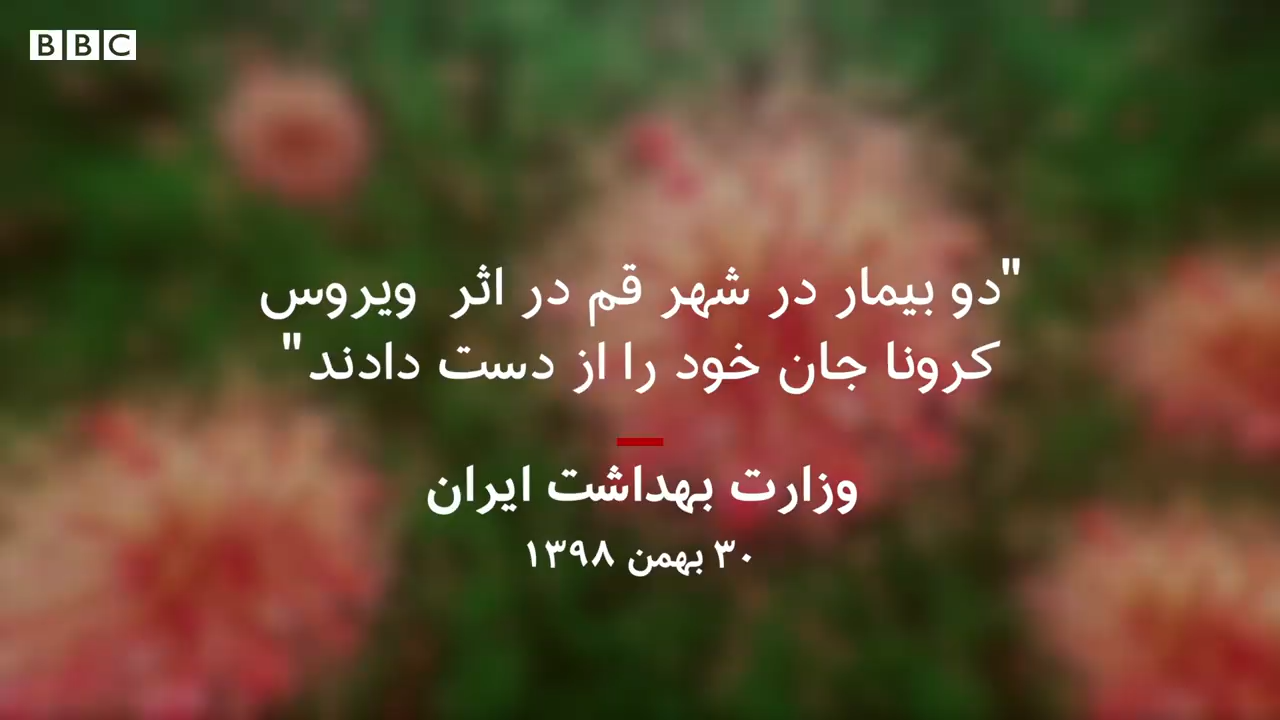 BBC
"دو بیمار در شهر قم در اثر ویروس
کرونا جان خود را از دست دادند"
وزارت بهداشت ایران
۳۰ بهمن ۱۳۹۸